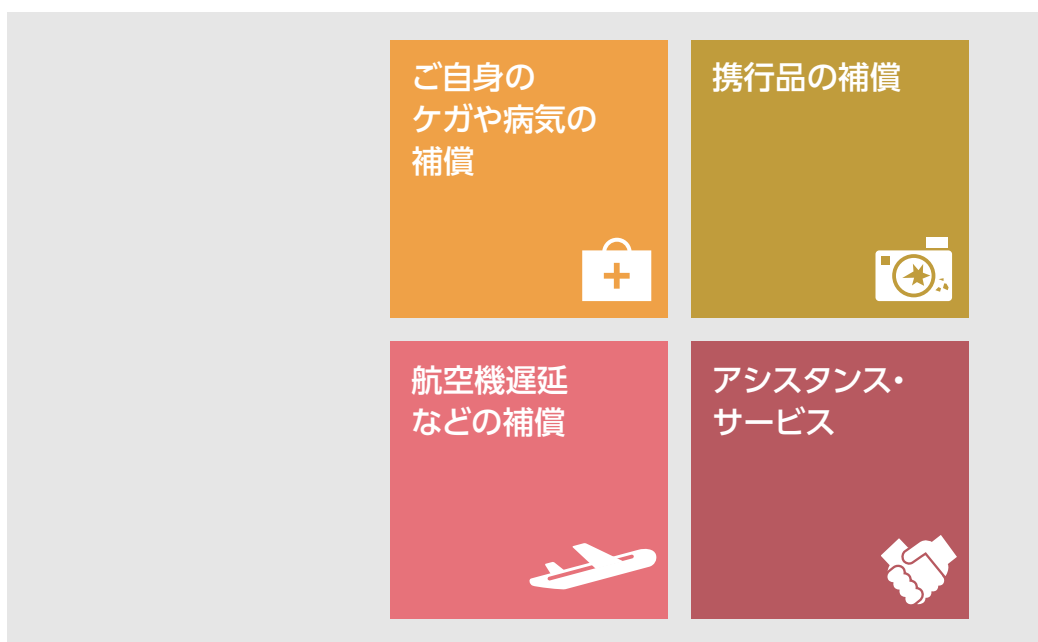 ご自身の
ケガや病気の
補償
携行品の補償
航空機遅延
などの補償
アシスタンス・
サービス